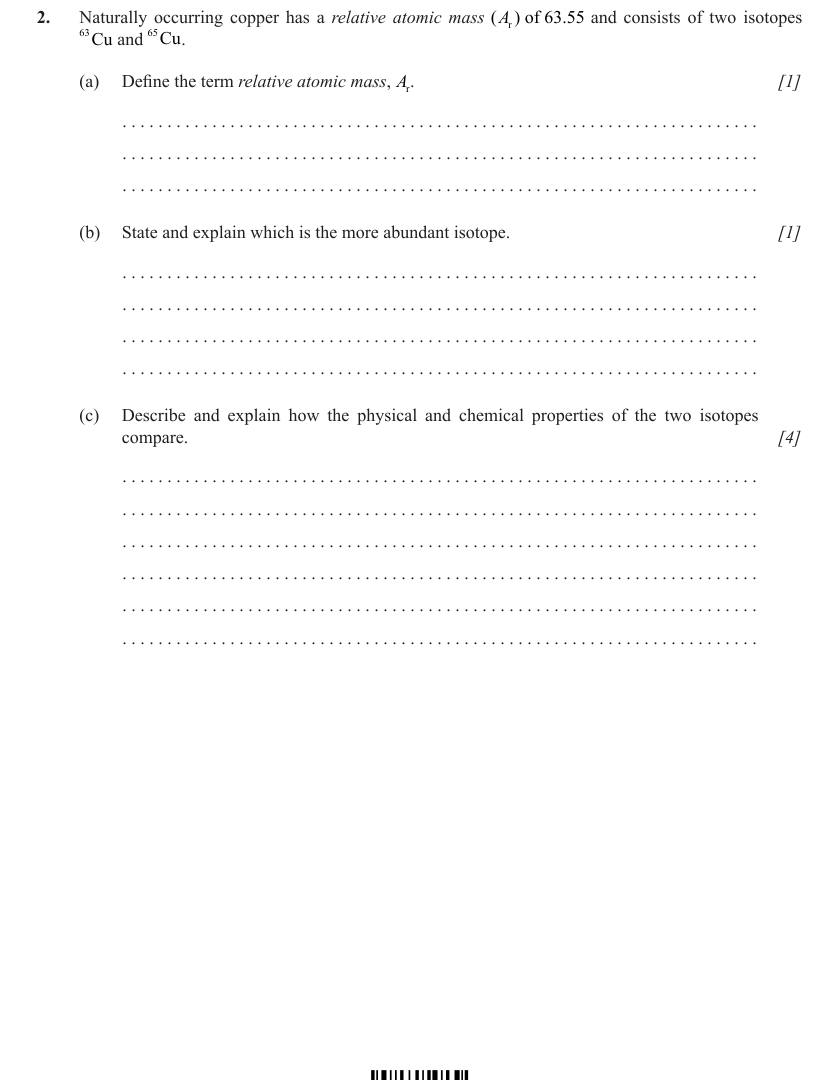 2. Naturally occurring copper has a relative atomic mass (Ar) of 63.55 and consists of two isotopes
⁶³Cu and ⁶⁵Cu.
(a) Define the term relative atomic mass, Ar. [1]
. . . . . . . . . . . . . . . . . . . . . . . . . . . . . . . . . . . . . . . . . . . . . . . . . . . . . . . . . . . . . . . . . . . . . .
. . . . . . . . . . . . . . . . . . . . . . . . . . . . . . . . . . . . . . . . . . . . . . . . . . . . . . . . . . . . . . . . . . . . . .
. . . . . . . . . . . . . . . . . . . . . . . . . . . . . . . . . . . . . . . . . . . . . . . . . . . . . . . . . . . . . . . . . . . . . .
(b) State and explain which is the more abundant isotope. [1]
. . . . . . . . . . . . . . . . . . . . . . . . . . . . . . . . . . . . . . . . . . . . . . . . . . . . . . . . . . . . . . . . . . . . . .
. . . . . . . . . . . . . . . . . . . . . . . . . . . . . . . . . . . . . . . . . . . . . . . . . . . . . . . . . . . . . . . . . . . . . .
. . . . . . . . . . . . . . . . . . . . . . . . . . . . . . . . . . . . . . . . . . . . . . . . . . . . . . . . . . . . . . . . . . . . . .
. . . . . . . . . . . . . . . . . . . . . . . . . . . . . . . . . . . . . . . . . . . . . . . . . . . . . . . . . . . . . . . . . . . . . .
(c) Describe and explain how the physical and chemical properties of the two isotopes
compare. [4]
. . . . . . . . . . . . . . . . . . . . . . . . . . . . . . . . . . . . . . . . . . . . . . . . . . . . . . . . . . . . . . . . . . . . . .
. . . . . . . . . . . . . . . . . . . . . . . . . . . . . . . . . . . . . . . . . . . . . . . . . . . . . . . . . . . . . . . . . . . . . .
. . . . . . . . . . . . . . . . . . . . . . . . . . . . . . . . . . . . . . . . . . . . . . . . . . . . . . . . . . . . . . . . . . . . . .
. . . . . . . . . . . . . . . . . . . . . . . . . . . . . . . . . . . . . . . . . . . . . . . . . . . . . . . . . . . . . . . . . . . . . .
. . . . . . . . . . . . . . . . . . . . . . . . . . . . . . . . . . . . . . . . . . . . . . . . . . . . . . . . . . . . . . . . . . . . . .
. . . . . . . . . . . . . . . . . . . . . . . . . . . . . . . . . . . . . . . . . . . . . . . . . . . . . . . . . . . . . . . . . . . . . .